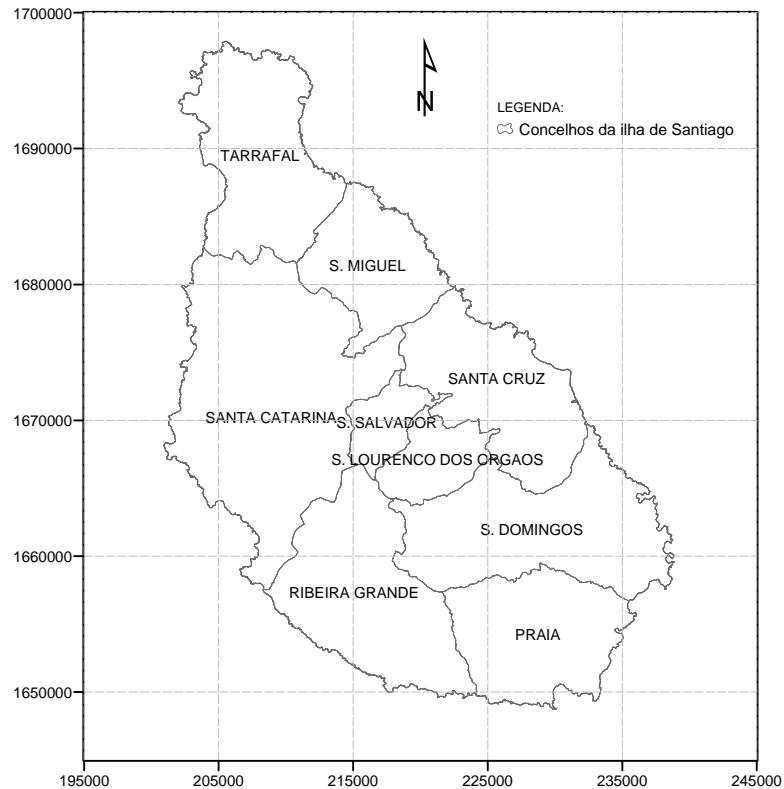 1700000
N
LEGENDA:
Concelhos da ilha de Santiago
1690000
TARRAFAL
S. MIGUEL
1680000
SANTA CRUZ
1670000
SANTA CATARINA
S. SALVADOR
S. LOURENCO DOS ORGAOS
S. DOMINGOS
1660000
RIBEIRA GRANDE
PRAIA
1650000
195000 205000 215000 225000 235000 245000